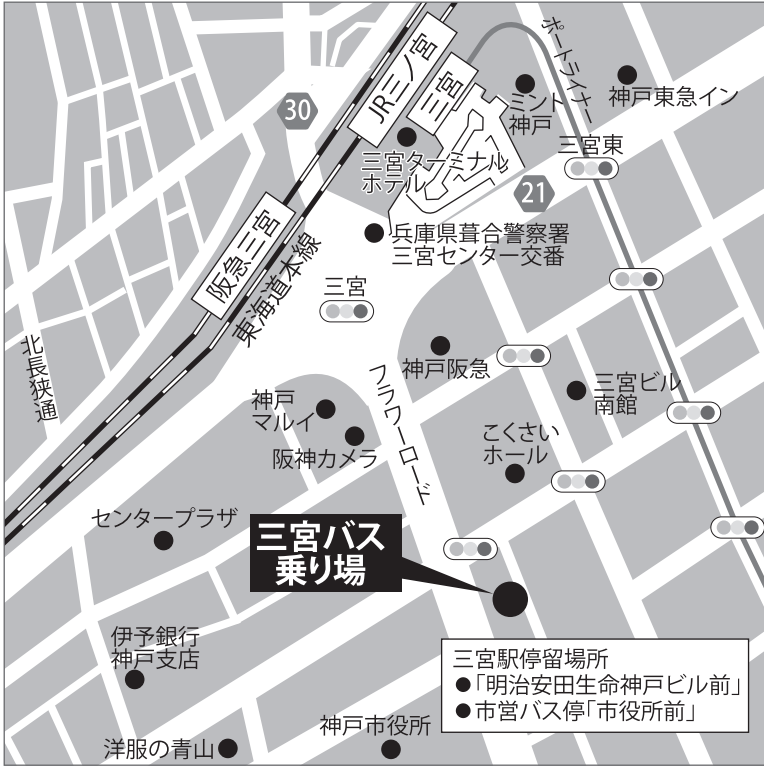 ポートライナー
JR三ノ宮
三宮
30
ミント
神戸
神戸東急イン
三宮東
三宮ターミナル
ホテル
21
阪急三宮
東海道本線
兵庫県葺合警察署
三宮センター交番
三宮
北長狭通
神戸阪急
フラワーロード
三宮ビル
南館
神戸
マルイ
阪神カメラ
こくさい
ホール
センタープラザ
三宮バス
乗り場
伊予銀行
神戸支店
三宮駅停留場所
●「明治安田生命神戸ビル前」
●市営バス停「市役所前」
神戸市役所
洋服の青山